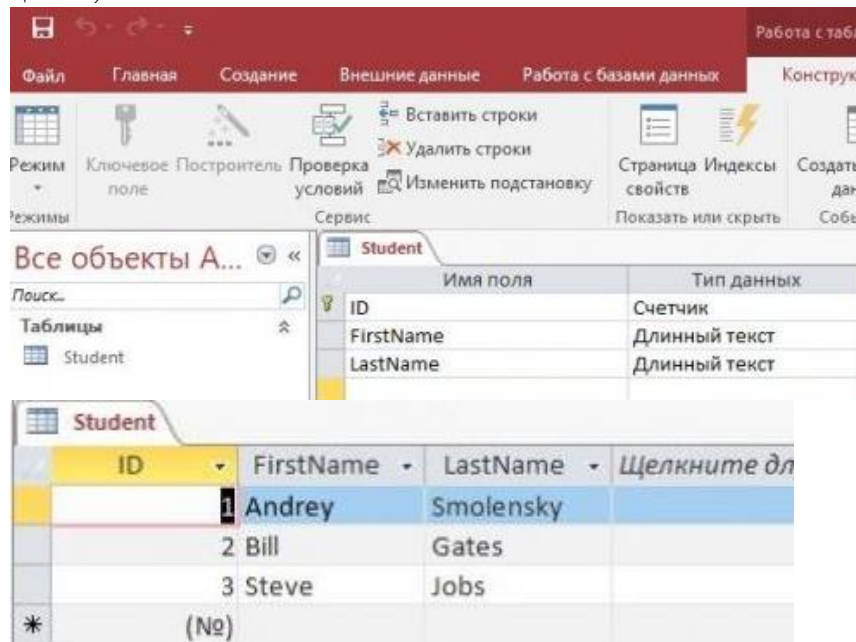 Работа с табл
Файл Главная Создание Внешние данные Работа с базами данных Конструк
Режим Ключевое поле Построитель Проверка условий Вставить строки Удалить строки Изменить подстановку Страница свойств Индексы Создать дан
Режимы Сервис Показать или скрыть Собы
Все объекты A... «
Поиск...
Таблицы
Student
Student
Имя поля Тип данных
ID Счетчик
FirstName Длинный текст
LastName Длинный текст
Student
ID FirstName LastName Щелкните дл
1 Andrey Smolensky
2 Bill Gates
3 Steve Jobs
* (№)